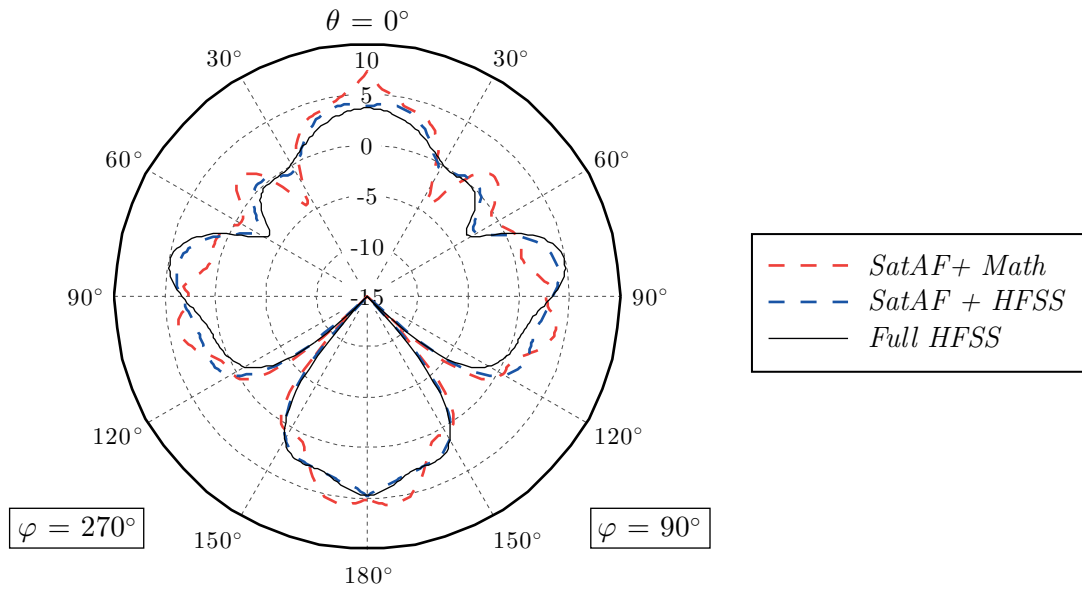 θ = 0°
30°
30°
10
5
60°
60°
0
-5
-10
90°
-15
90°
120°
120°
150°
150°
180°
φ = 270°
φ = 90°
SatAF+ Math
SatAF + HFSS
Full HFSS